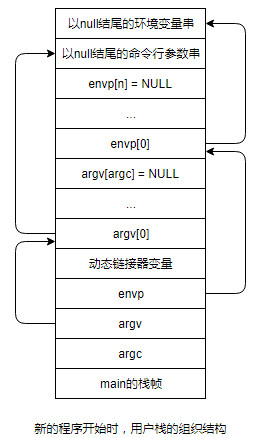 以null结尾的环境变量串
以null结尾的命令行参数串
envp[n] = NULL
...
envp[0]
argv[argc] = NULL
...
argv[0]
动态链接器变量
envp
argv
argc
main的栈帧
新的程序开始时，用户栈的组织结构